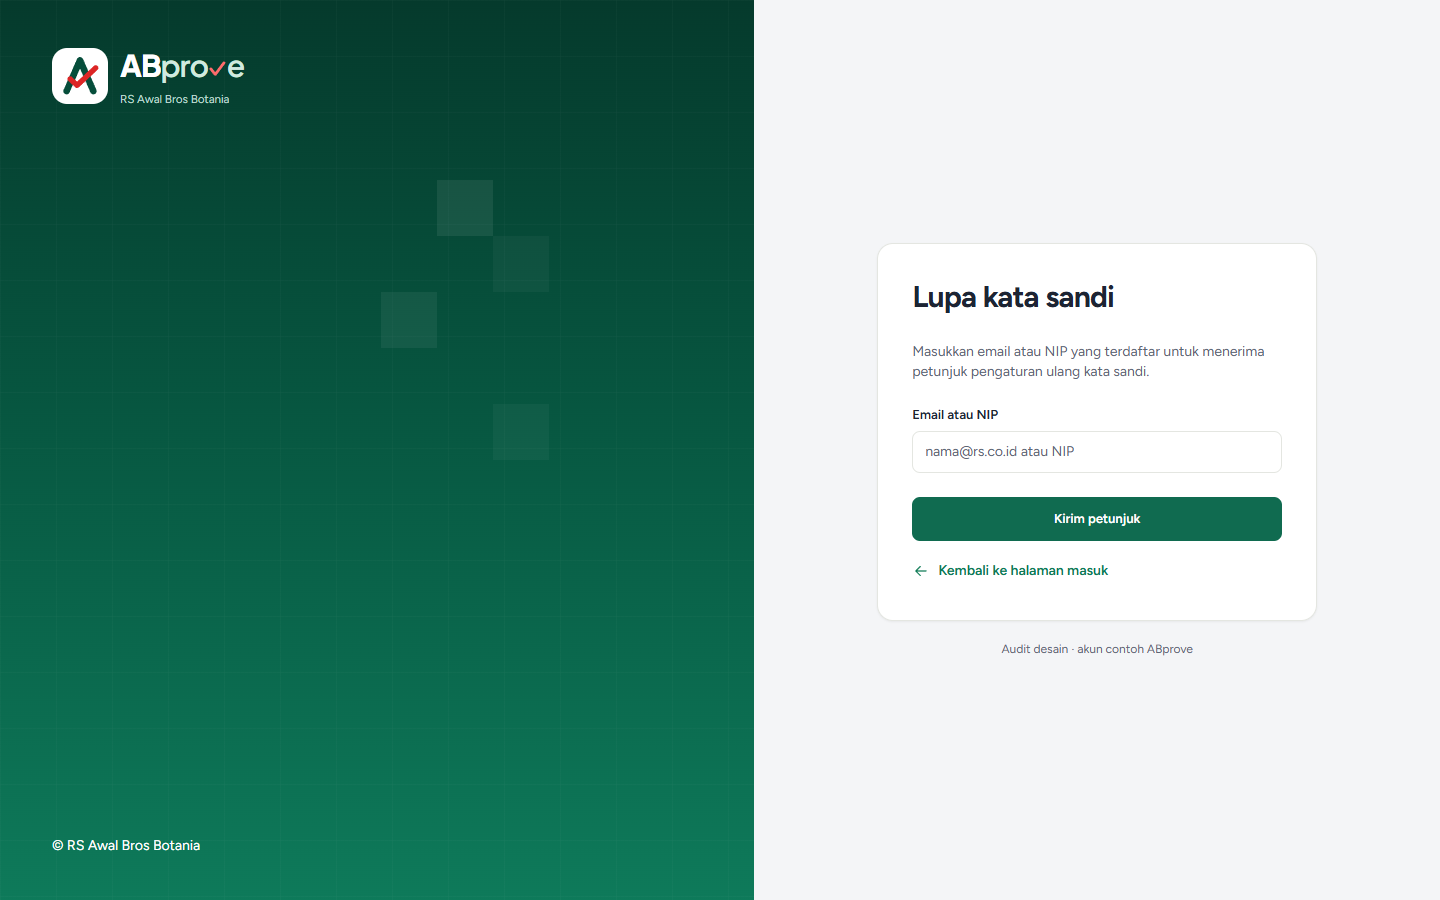 ABprove
RS Awal Bros Botania
Lupa kata sandi
Masukkan email atau NIP yang terdaftar untuk menerima
petunjuk pengaturan ulang kata sandi.
Email atau NIP
nama@rs.co.id atau NIP
Kirim petunjuk
← Kembali ke halaman masuk
Audit desain · akun contoh ABprove
© RS Awal Bros Botania